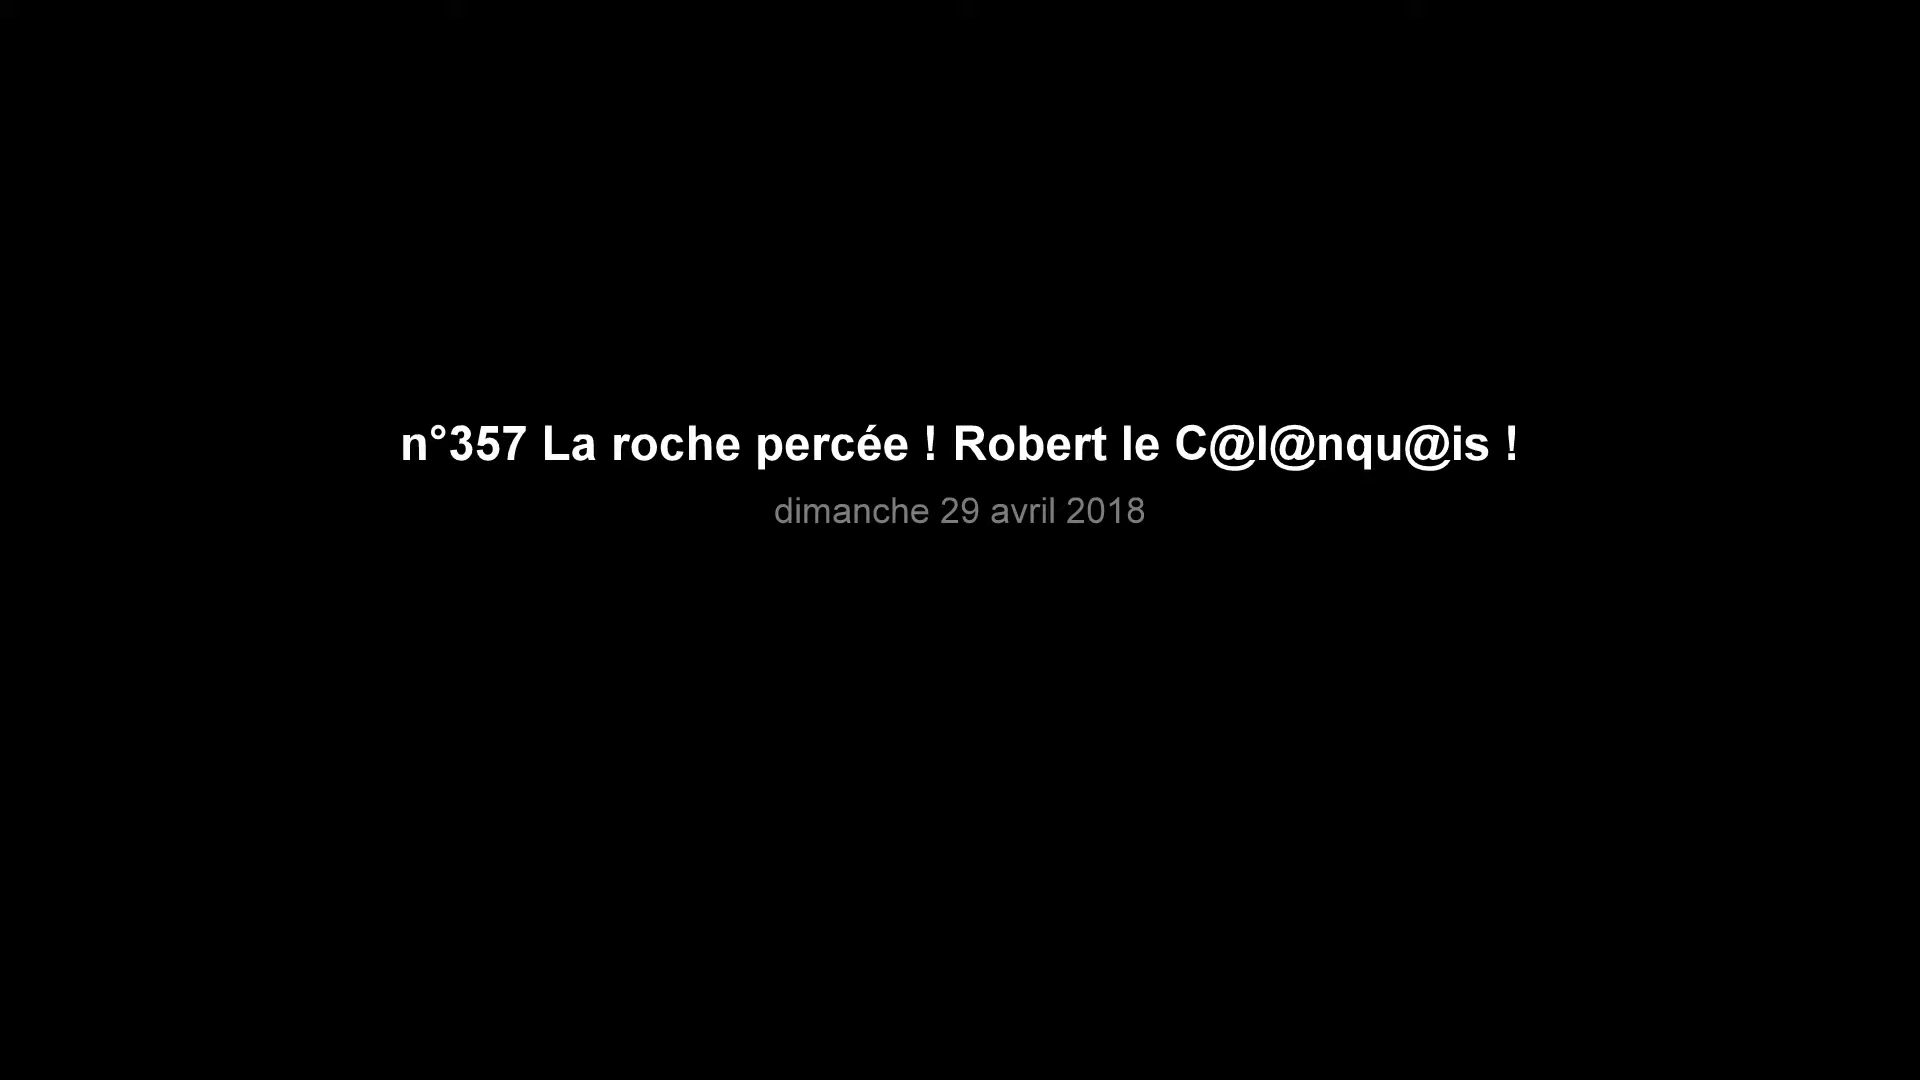 n°357 La roche percée ! Robert le C@l@nqu@is !
dimanche 29 avril 2018